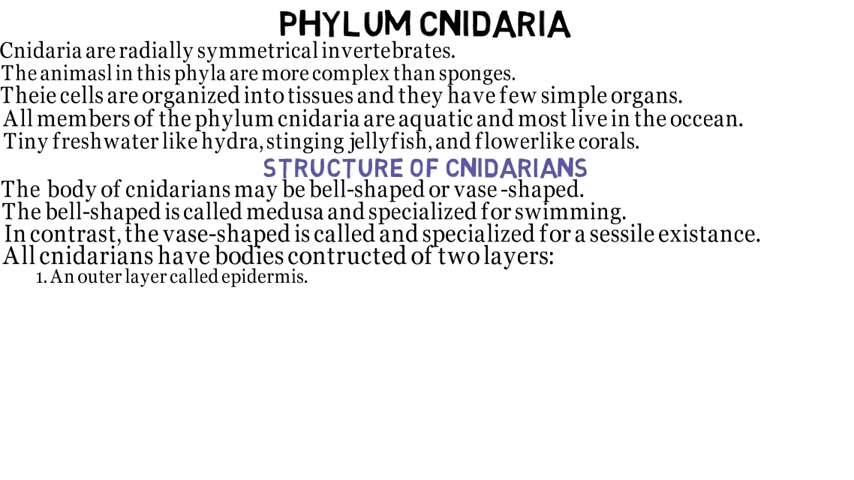 PHYLUM CNIDARIA
Cnidaria are radially symmetrical invertebrates.
The animasl in this phyla are more complex than sponges.
Theie cells are organized into tissues and they have few simple organs.
All members of the phylum cnidaria are aquatic and most live in the occean.
Tiny freshwater like hydra, stinging jellyfish, and flowerlike corals.
STRUCTURE OF CNIDARIANS
The body of cnidarians may be bell-shaped or vase-shaped.
The bell-shaped is called medusa and specialized for swimming.
In contrast, the vase-shaped is called and specialized for a sessile existance.
All cnidarians have bodies contructed of two layers:
1. An outer layer called epidermis.